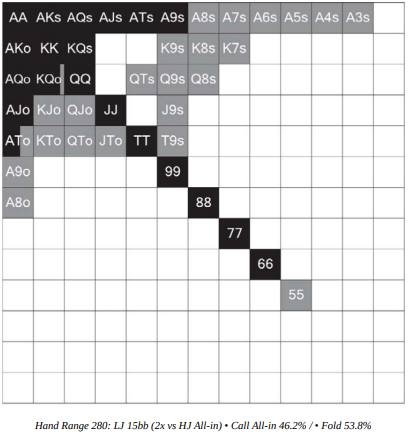 AA AKs AQs AJs ATs A9s A8s A7s A6s A5s A4s A3s
AKo KK KQs K9s K8s K7s
AQo KQo QQ QTs Q9s Q8s
AJo KJo QJo JJ J9s
ATo KTo QTo JTo TT T9s
A9o 99
A8o 88
77
66
55
Hand Range 280: LJ 15bb (2x vs HJ All-in) • Call All-in 46.2% / • Fold 53.8%